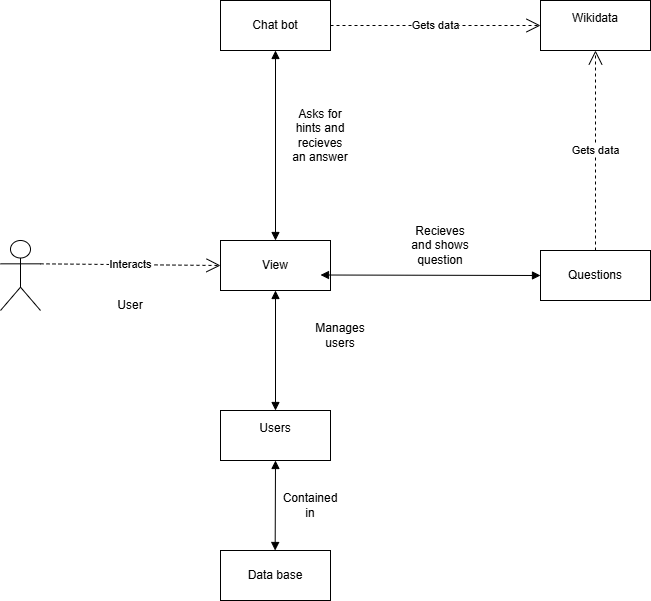 Chat bot
Gets data
Wikidata
Asks for
hints and
recieves
an answer
Gets data
Recieves
and shows
question
Interacts
View
Questions
User
Manages
users
Users
Contained
in
Data base